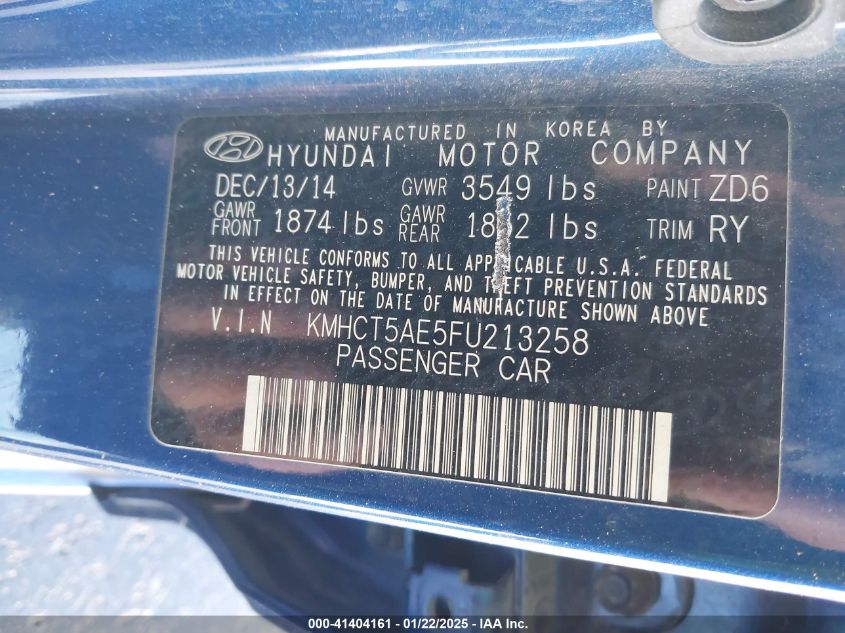 MANUFACTURED IN KOREA BY
HYUNDAI MOTOR COMPANY
DEC/13/14 GVWR 3549 lbs PAINT ZD6
GAWR FRONT 1874 lbs GAWR REAR lbs TRIM RY
THIS VEHICLE CONFORMS TO ALL APPLICABLE U.S.A. FEDERAL
MOTOR VEHICLE SAFETY, BUMPER, AND THEFT PREVENTION STANDARDS
IN EFFECT ON THE DATE OF MANUFACTURE SHOWN ABOVE
V.I.N KMHCT5AE5FU213258
PASSENGER CAR
000-41404161 - 01/22/2025 - IAA Inc.